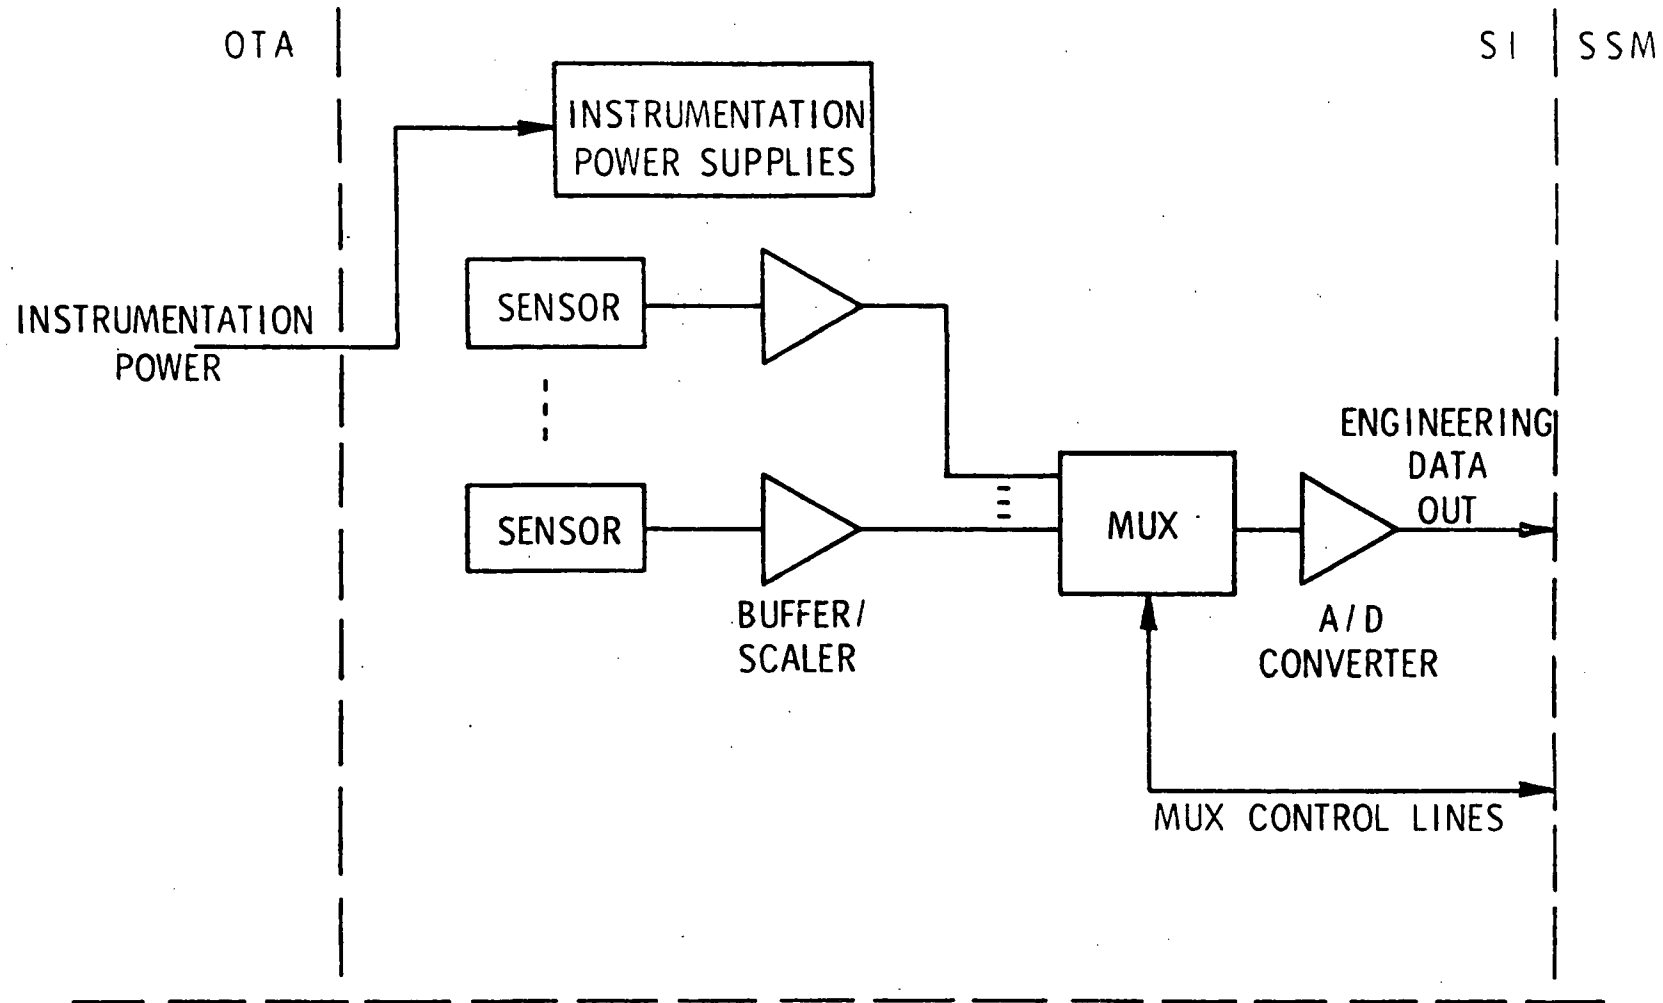 OTA
SI
SSM
INSTRUMENTATION
POWER SUPPLIES
SENSOR
INSTRUMENTATION
POWER
ENGINEERING
DATA
OUT
SENSOR
MUX
BUFFER/
SCALER
A/D
CONVERTER
MUX CONTROL LINES